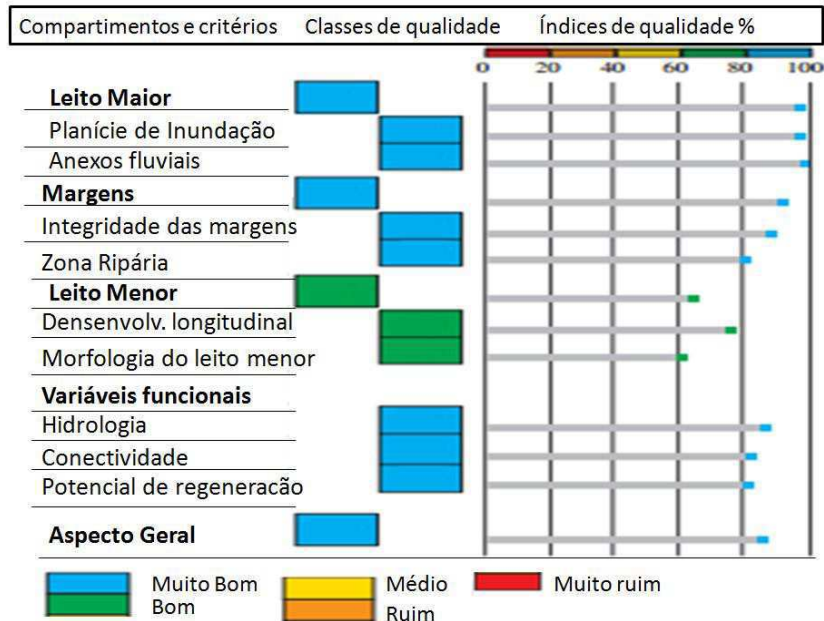 Compartimentos e critérios Classes de qualidade Índices de qualidade %
0 20 40 60 80 100
Leito Maior
Planície de Inundação
Anexos fluviais
Margens
Integridade das margens
Zona Ripária
Leito Menor
Densenvolv. longitudinal
Morfologia do leito menor
Variáveis funcionais
Hidrologia
Conectividade
Potencial de regeneracão
Aspecto Geral
Muito Bom Médio Muito ruim
Bom Ruim